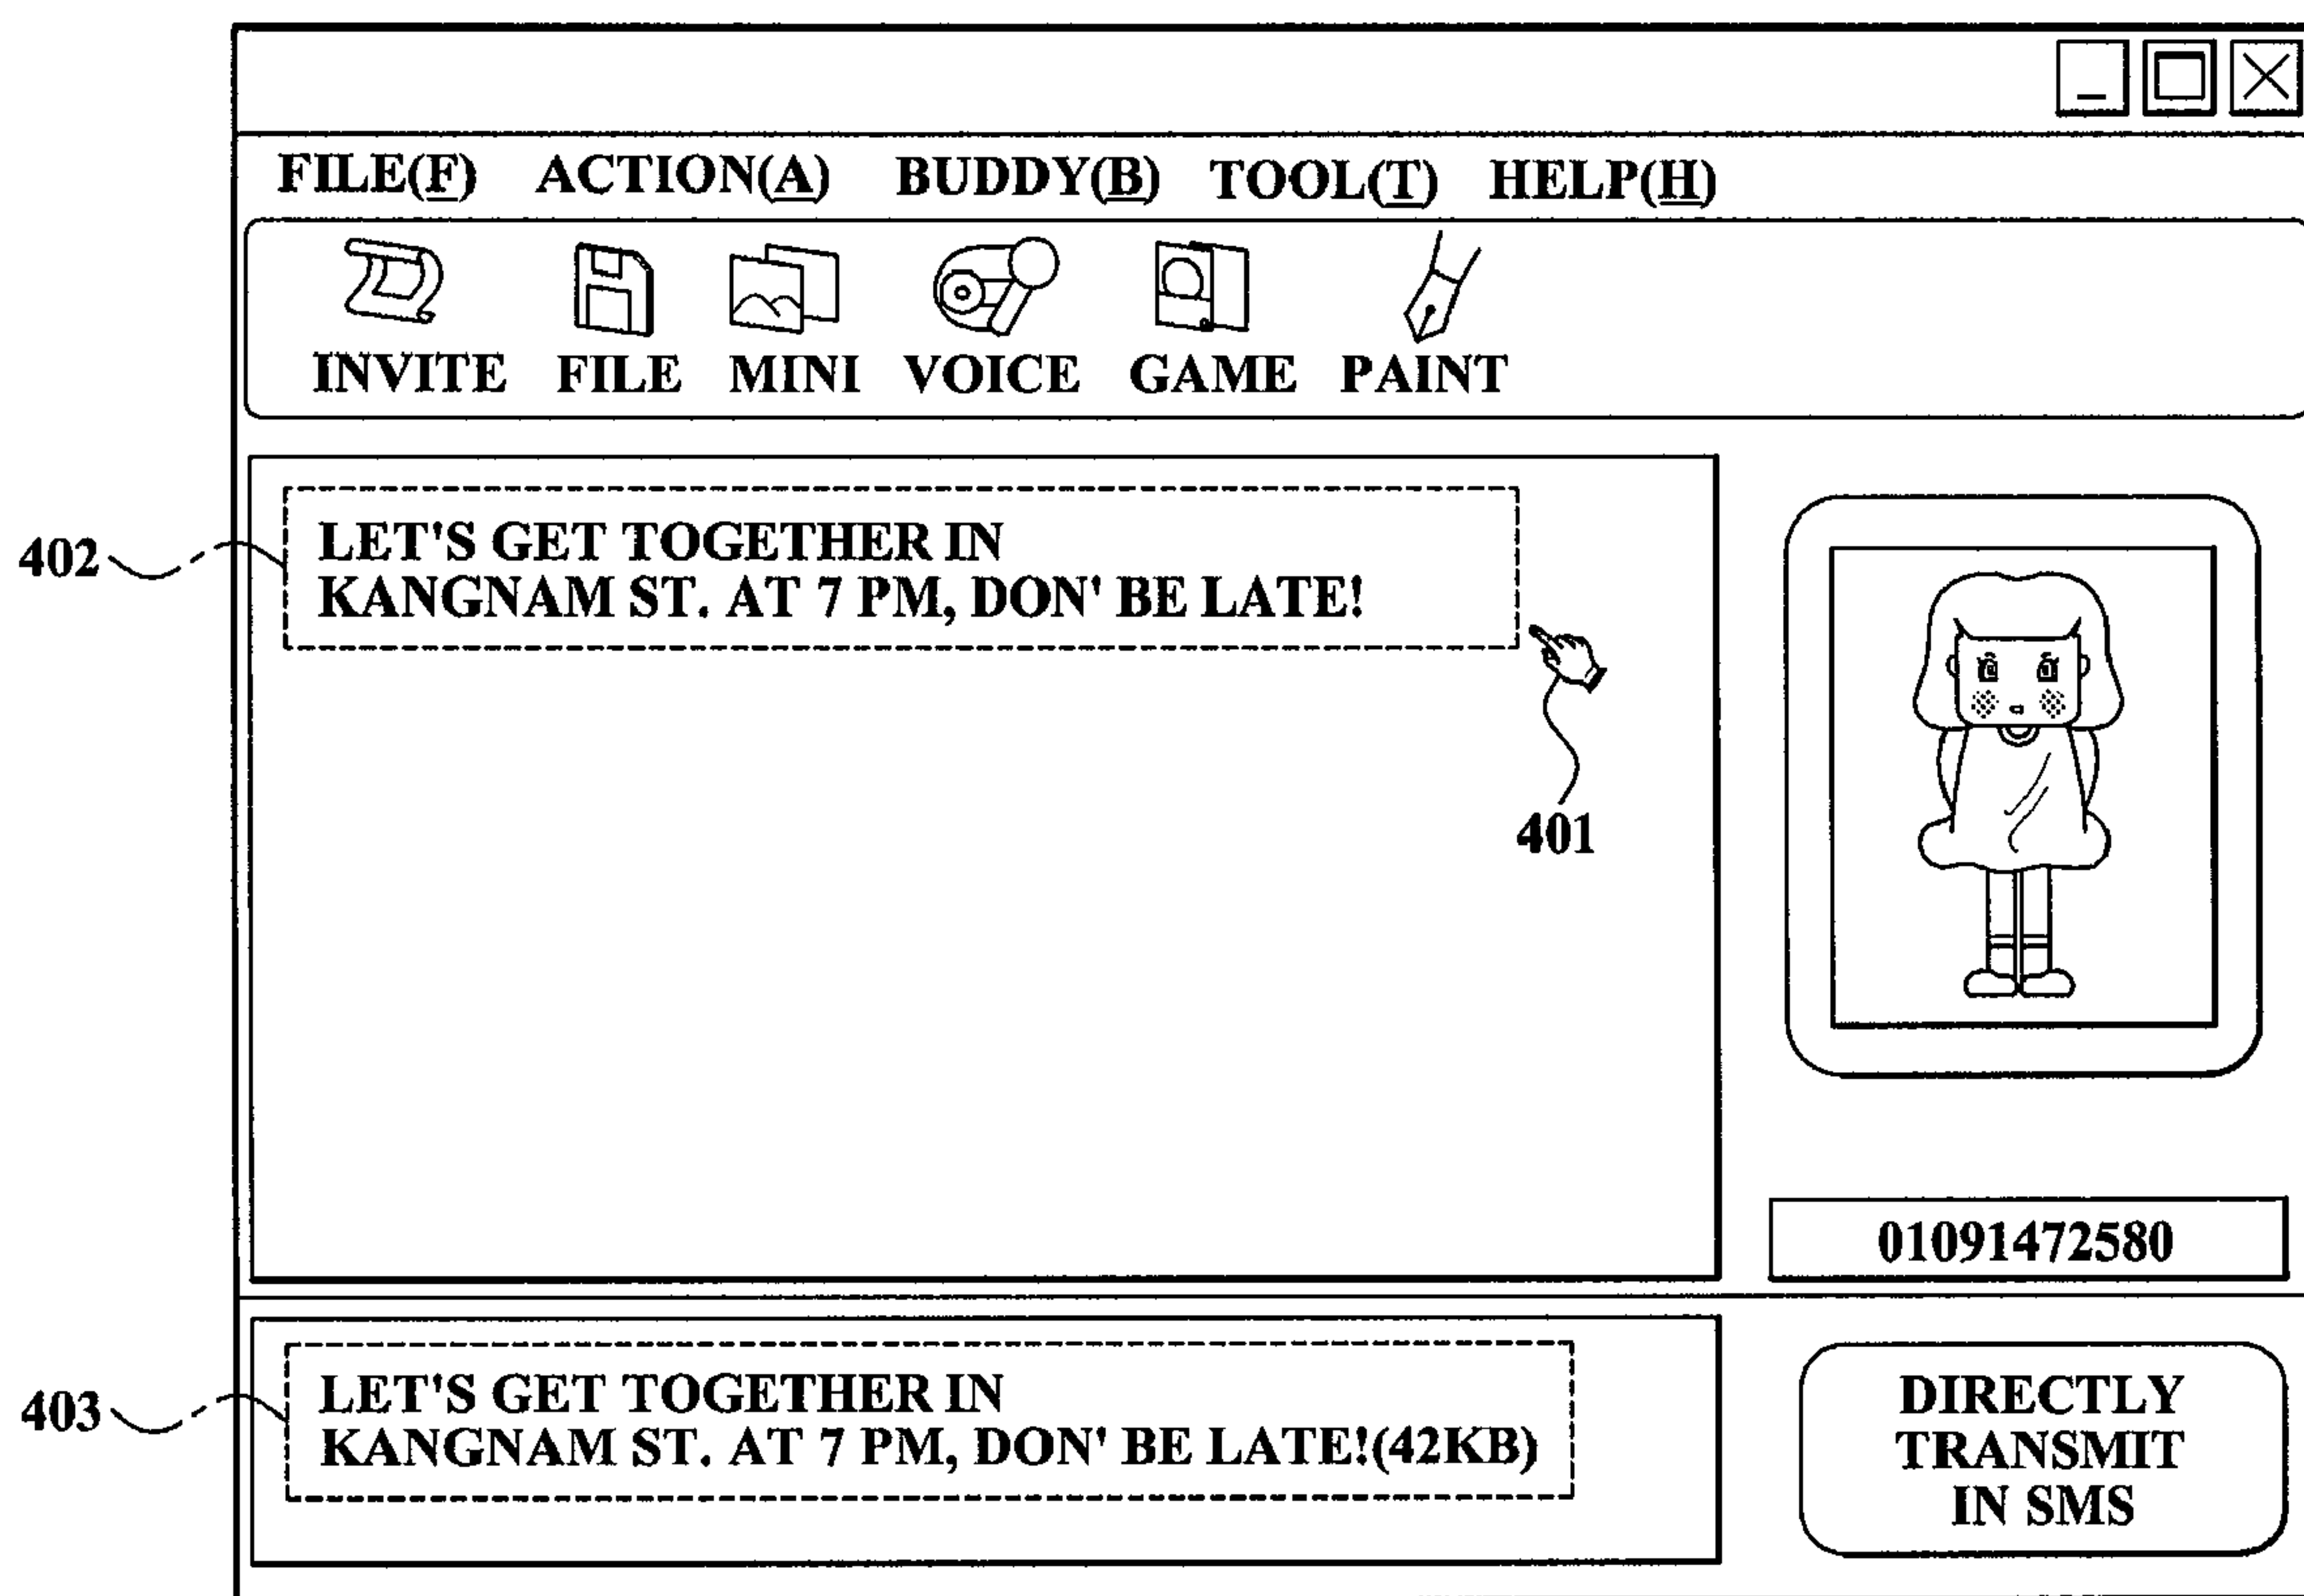 FILE(F) ACTION(A) BUDDY(B) TOOL(T) HELP(H)
INVITE FILE MINI VOICE GAME PAINT
402
LET'S GET TOGETHER IN
KANGNAM ST. AT 7 PM, DON' BE LATE!
401
01091472580
403
LET'S GET TOGETHER IN
KANGNAM ST. AT 7 PM, DON' BE LATE!(42KB)
DIRECTLY
TRANSMIT
IN SMS